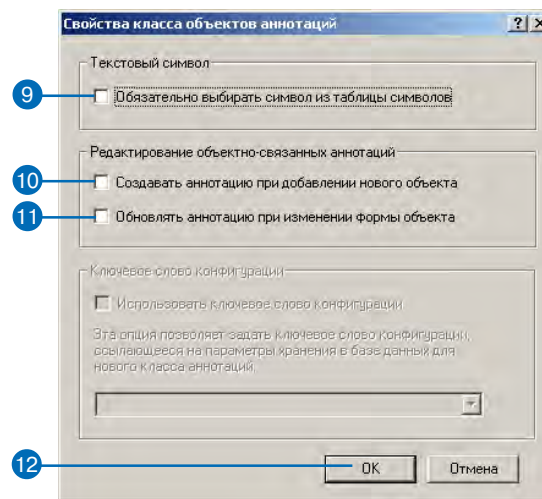 Свойства класса объектов аннотаций
Текстовый символ
9 Обязательно выбирать символ из таблицы символов
Редактирование объектно-связанных аннотаций
10 Создавать аннотацию при добавлении нового объекта
11 Обновлять аннотацию при изменении формы объекта
Ключевое слово конфигурации
Использовать ключевое слово конфигурации
Эта опция позволяет задать ключевое слово конфигурации,
ссылающееся на параметры хранения в базе данных для
нового класса аннотаций.
12 OK Отмена